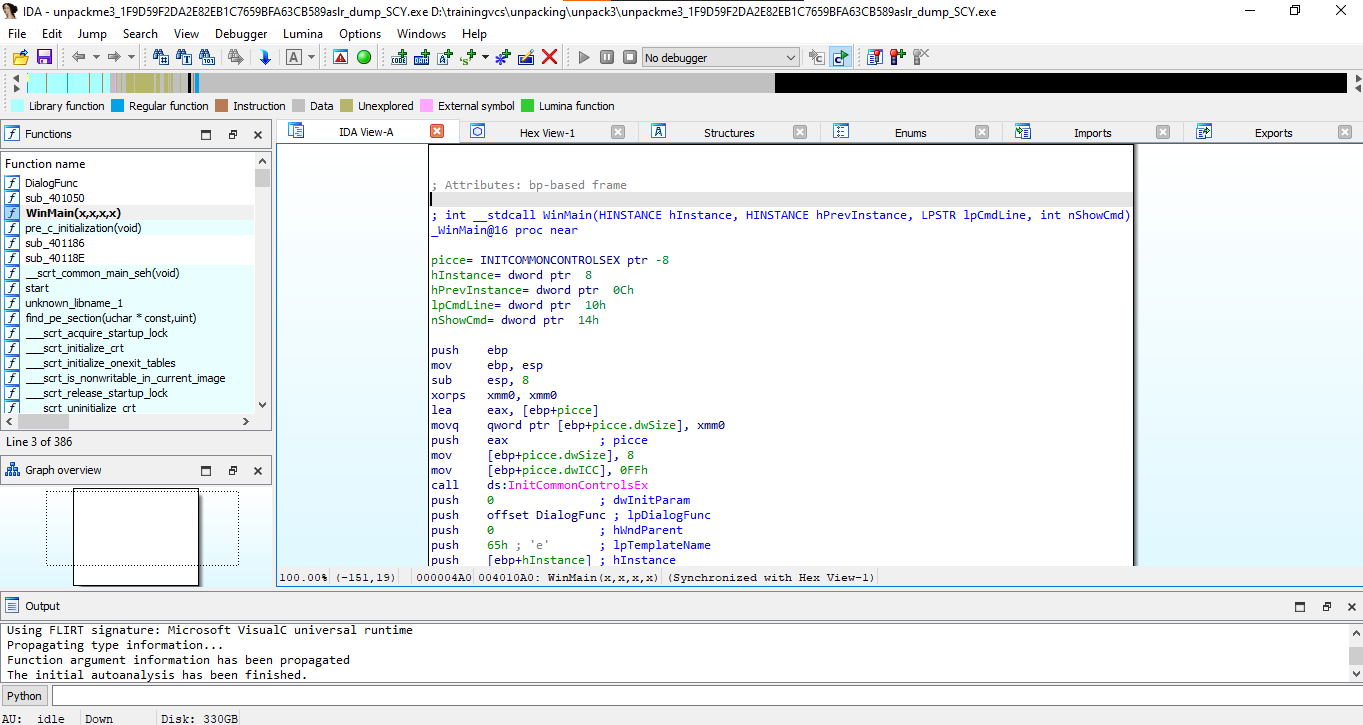 IDA - unpackme3_1F9D59F2DA2E82EB1C7659BFA63CB589aslr_dump_SCY.exe D:\trainingvcs\unpacking\unpack3\unpackme3_1F9D59F2DA2E82EB1C7659BFA63CB589aslr_dump_SCY.exe
File Edit Jump Search View Debugger Lumina Options Windows Help
No debugger
Library function Regular function Instruction Data Unexplored External symbol Lumina function
Functions
IDA View-A Hex View-1 Structures Enums Imports Exports
Function name
DialogFunc
sub_401050
WinMain(x,x,x,x)
pre_c_initialization(void)
sub_401186
sub_40118E
__scrt_common_main_seh(void)
start
unknown_libname_1
find_pe_section(uchar * const,uint)
___scrt_acquire_startup_lock
___scrt_initialize_crt
___scrt_initialize_onexit_tables
___scrt_is_nonwritable_in_current_image
___scrt_release_startup_lock
___scrt_uninitialize_crt
Line 3 of 386
Graph overview
; Attributes: bp-based frame
; int __stdcall WinMain(HINSTANCE hInstance, HINSTANCE hPrevInstance, LPSTR lpCmdLine, int nShowCmd)
_WinMain@16 proc near
picce= INITCOMMONCONTROLSEX ptr -8
hInstance= dword ptr  8
hPrevInstance= dword ptr  0Ch
lpCmdLine= dword ptr  10h
nShowCmd= dword ptr  14h
push    ebp
mov     ebp, esp
sub     esp, 8
xorps   xmm0, xmm0
lea     eax, [ebp+picce]
movq    qword ptr [ebp+picce.dwSize], xmm0
push    eax             ; picce
mov     [ebp+picce.dwSize], 8
mov     [ebp+picce.dwICC], 0FFh
call    ds:InitCommonControlsEx
push    0               ; dwInitParam
push    offset DialogFunc ; lpDialogFunc
push    0               ; hWndParent
push    65h ; 'e'       ; lpTemplateName
push    [ebp+hInstance] ; hInstance
100.00% (-151,19) 000004A0 004010A0: WinMain(x,x,x,x) (Synchronized with Hex View-1)
Output
Using FLIRT signature: Microsoft VisualC universal runtime
Propagating type information...
Function argument information has been propagated
The initial autoanalysis has been finished.
Python
AU: idle Down Disk: 330GB